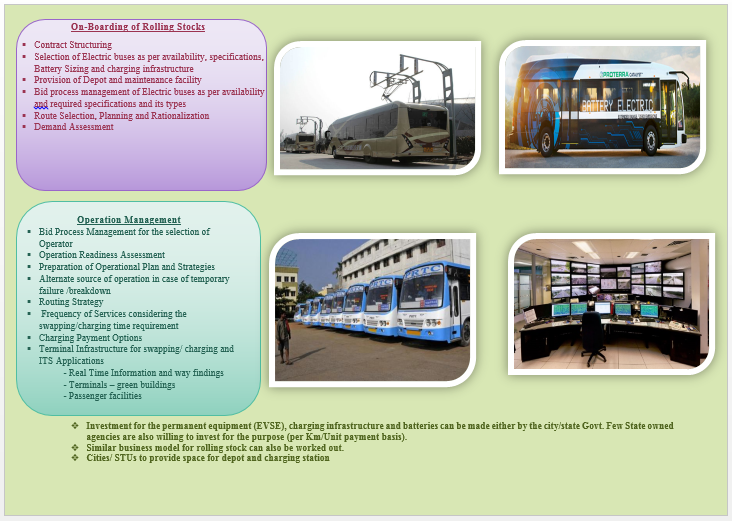 On-Boarding of Rolling Stocks
▪ Contract Structuring
▪ Selection of Electric buses as per availability, specifications,
Battery Sizing and charging infrastructure
▪ Provision of Depot and maintenance facility
▪ Bid process management of Electric buses as per availability
and required specifications and its types
▪ Route Selection, Planning and Rationalization
▪ Demand Assessment
PROTERRA
BATTERY ELECTRIC
Operation Management
▪ Bid Process Management for the selection of
Operator
▪ Operation Readiness Assessment
▪ Preparation of Operational Plan and Strategies
▪ Alternate source of operation in case of temporary
failure /breakdown
▪ Routing Strategy
▪ Frequency of Services considering the
swapping/charging time requirement
▪ Charging Payment Options
▪ Terminal Infrastructure for swapping/ charging and
ITS Applications
- Real Time Information and way findings
- Terminals – green buildings
- Passenger facilities
❖ Investment for the permanent equipment (EVSE), charging infrastructure and batteries can be made either by the city/state Govt. Few State owned
agencies are also willing to invest for the purpose (per Km/Unit payment basis).
❖ Similar business model for rolling stock can also be worked out.
❖ Cities/ STUs to provide space for depot and charging station